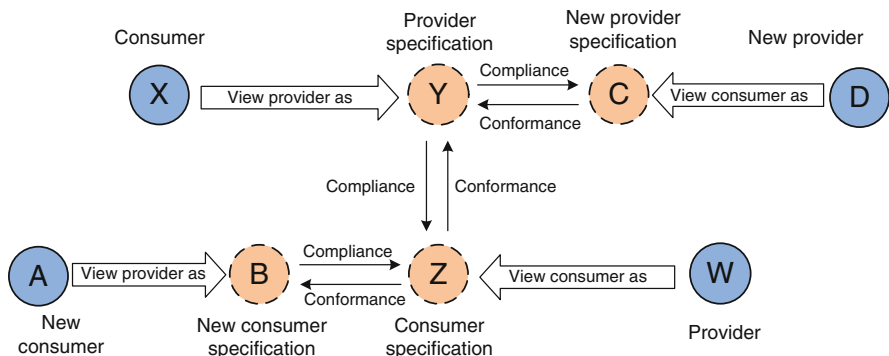 Consumer
Provider
specification
New provider
specification
New provider
X
View provider as
Y
Compliance
Conformance
C
View consumer as
D
Compliance
Conformance
A
View provider as
B
Compliance
Conformance
Z
View consumer as
W
New
consumer
New consumer
specification
Consumer
specification
Provider